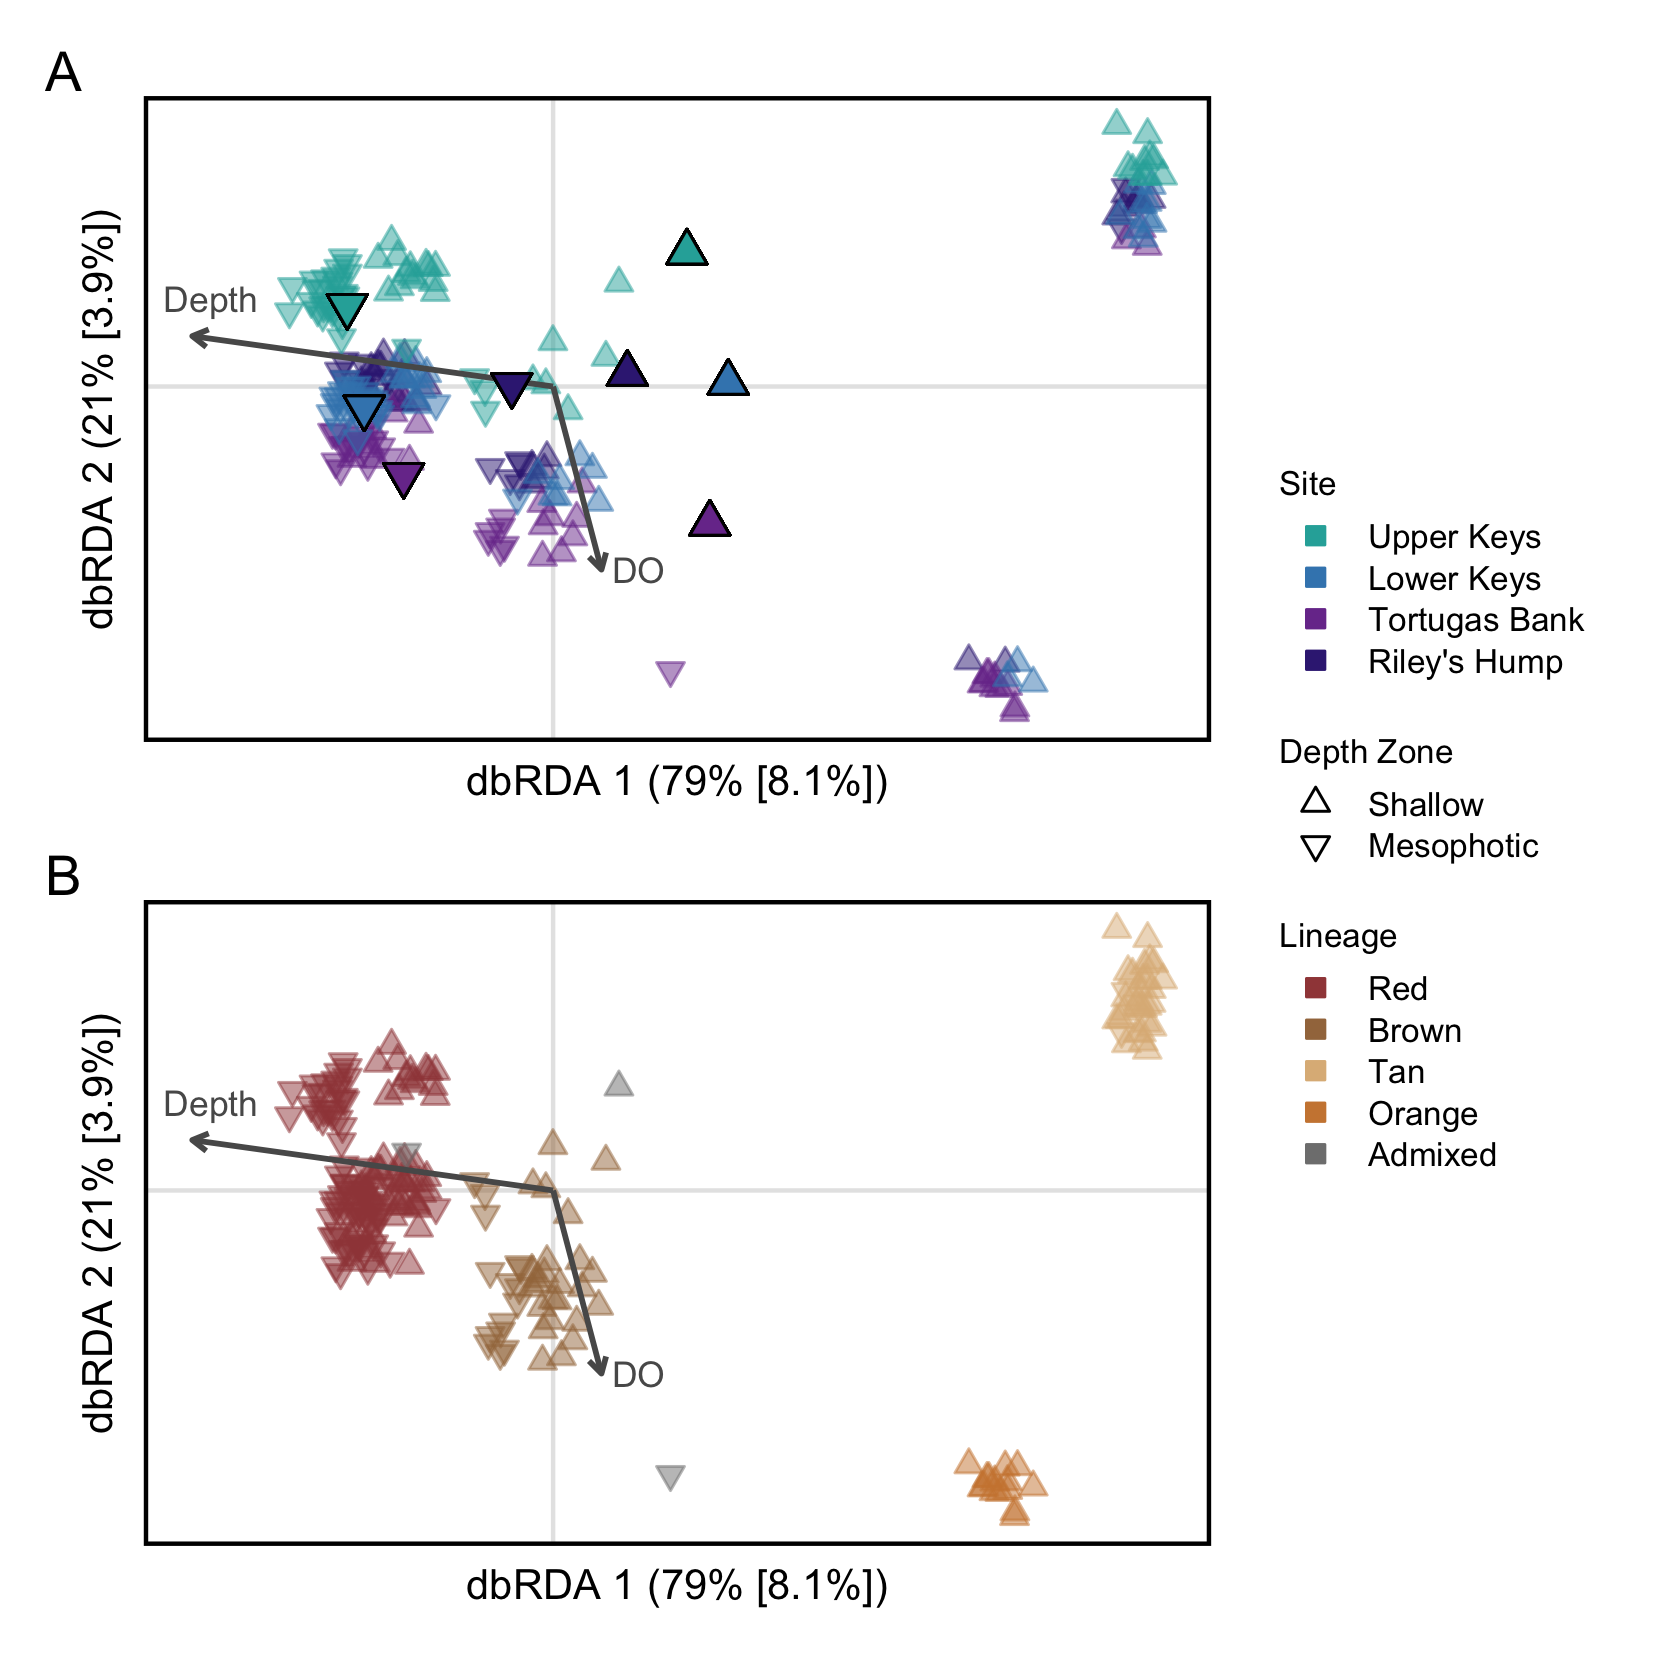 A
dbRDA 2 (21% [3.9%])
Depth
DO
dbRDA 1 (79% [8.1%])
B
dbRDA 2 (21% [3.9%])
Depth
DO
dbRDA 1 (79% [8.1%])
Site
Upper Keys
Lower Keys
Tortugas Bank
Riley's Hump
Depth Zone
Shallow
Mesophotic
Lineage
Red
Brown
Tan
Orange
Admixed